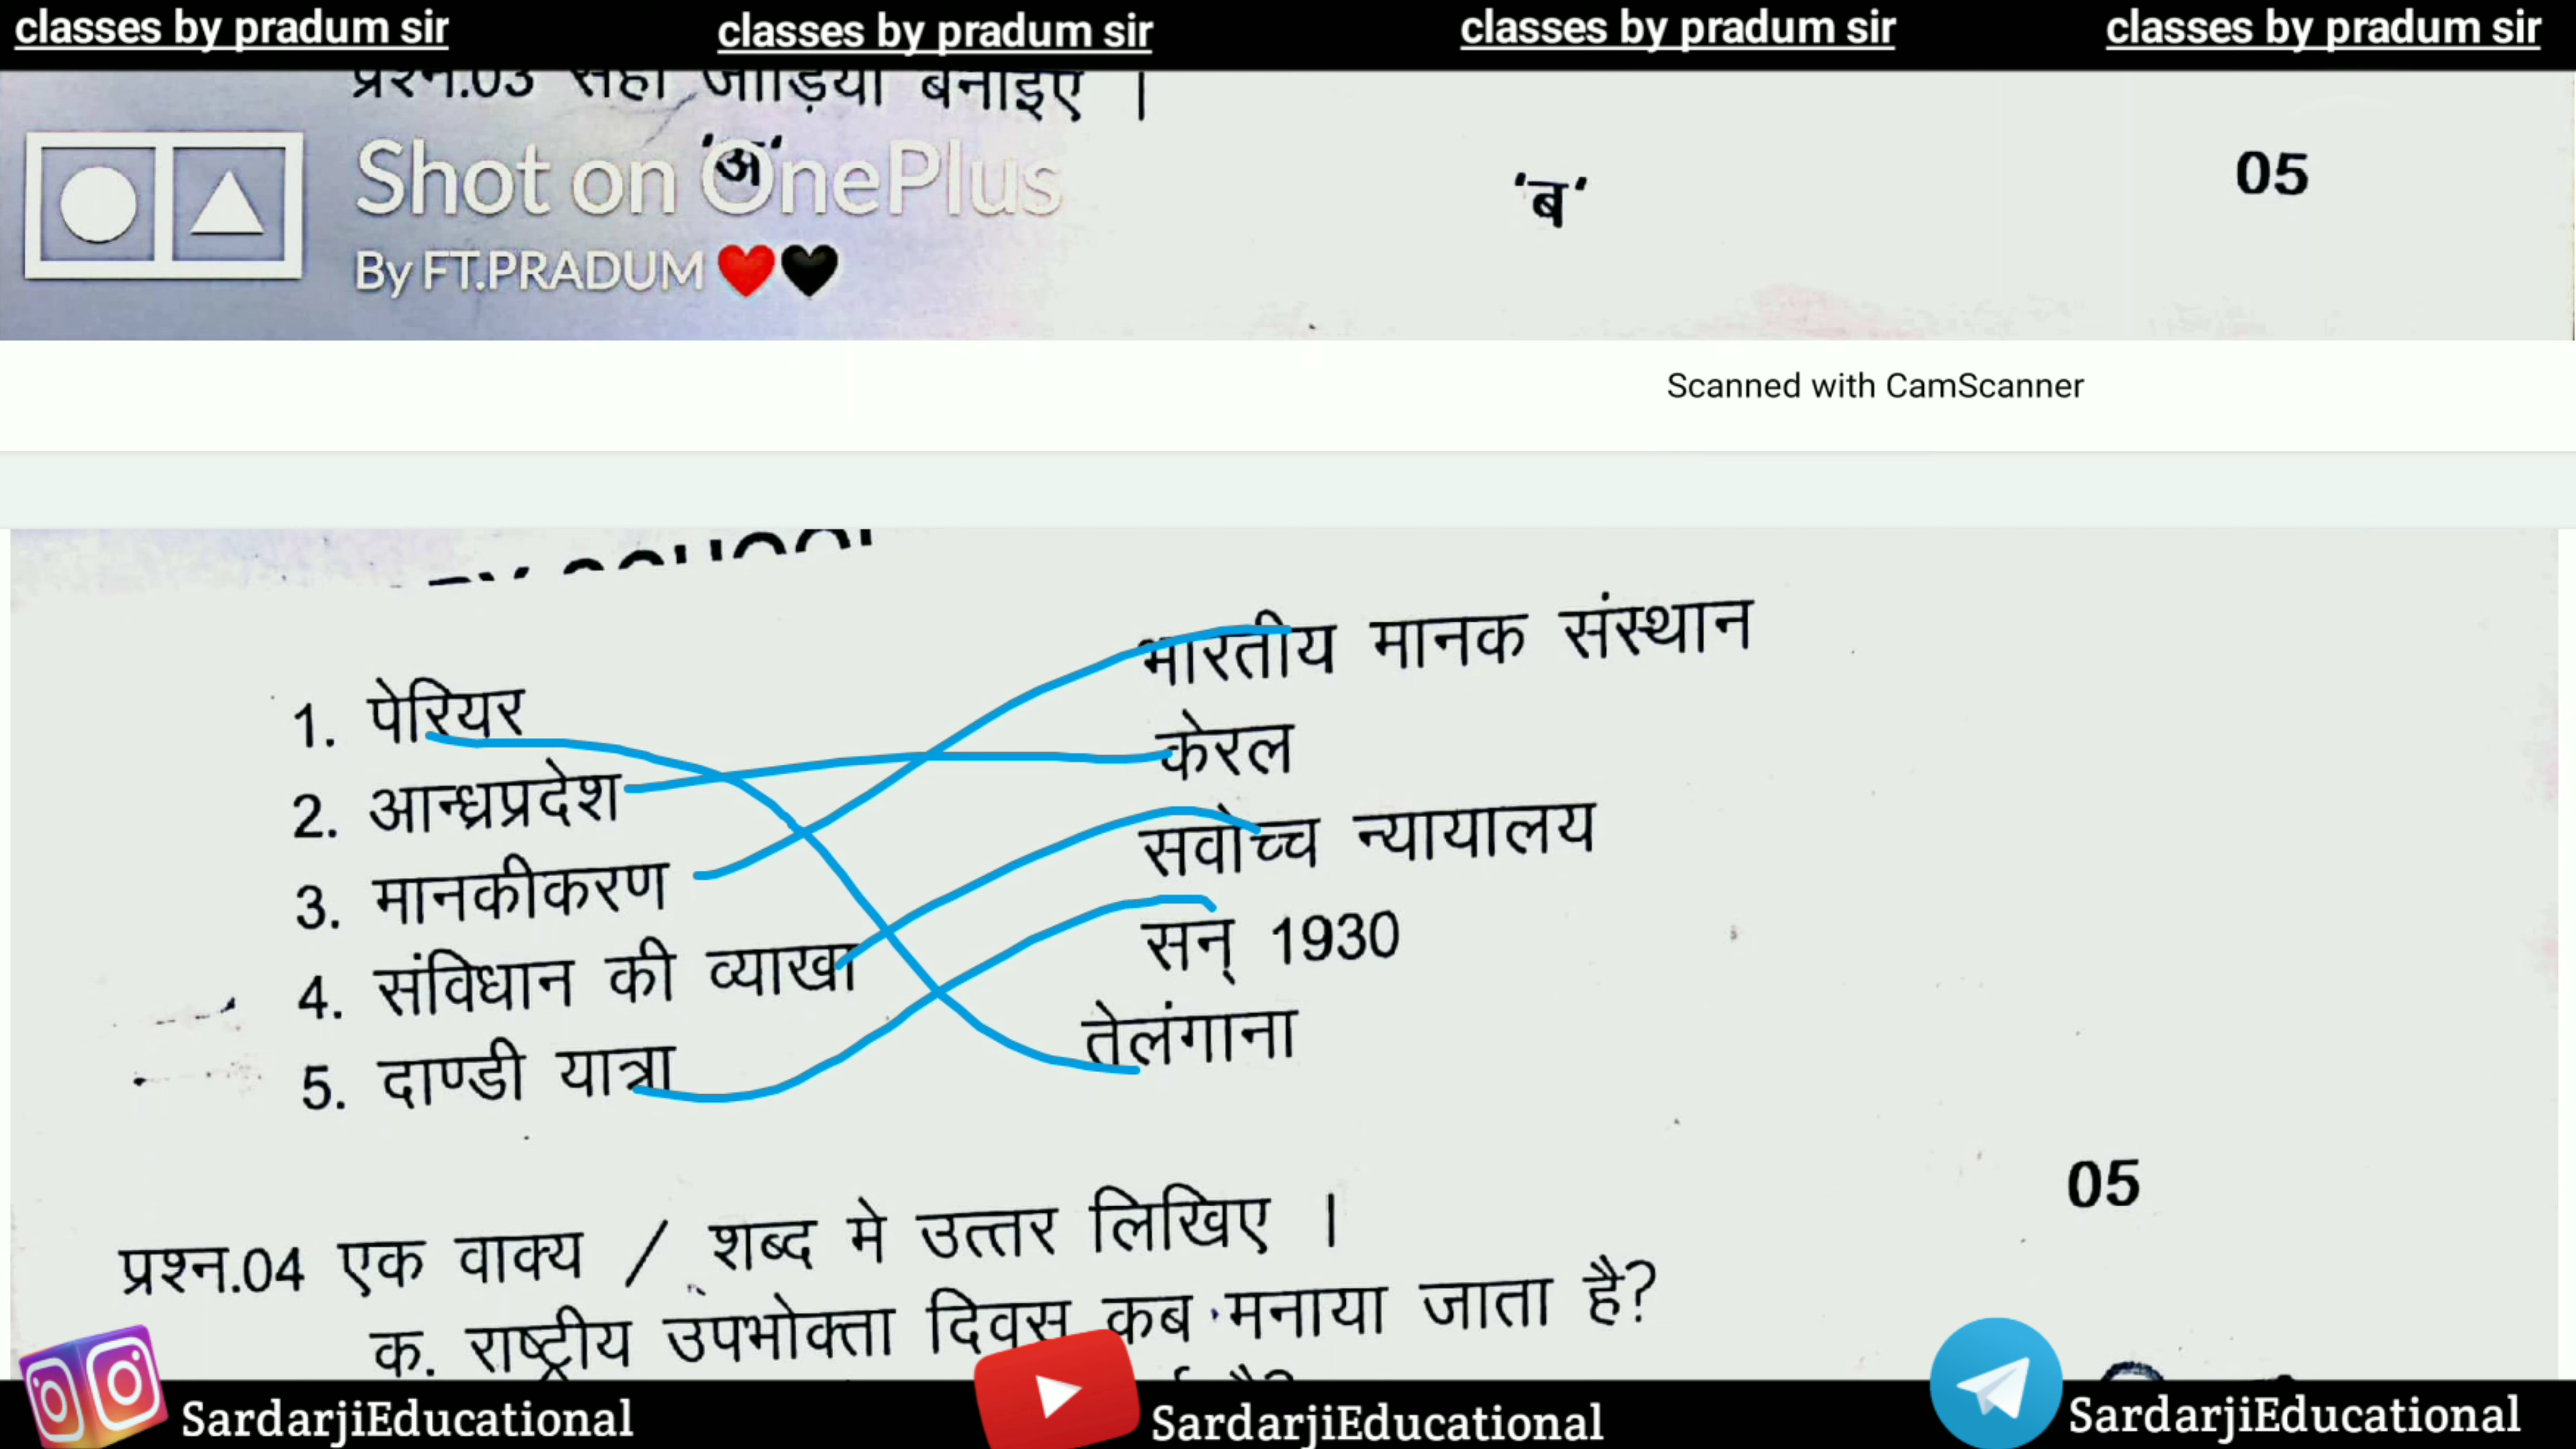 classes by pradum sir classes by pradum sir classes by pradum sir classes by pradum sir
प्रश्न.03 सही जोड़िया बनाइए |
'अ' 'ब' 05
Shot on OnePlus
By FT.PRADUM
Scanned with CamScanner
भारतीय मानक संस्थान
1. पेरियर
केरल
2. आन्ध्रप्रदेश
सर्वोच्च न्यायालय
3. मानकीकरण
सन् 1930
4. संविधान की व्याखा
तेलंगाना
5. दाण्डी यात्रा
05
प्रश्न.04 एक वाक्य / शब्द मे उत्तर लिखिए |
क. राष्ट्रीय उपभोक्ता दिवस कब मनाया जाता है?
SardarjiEducational SardarjiEducational SardarjiEducational